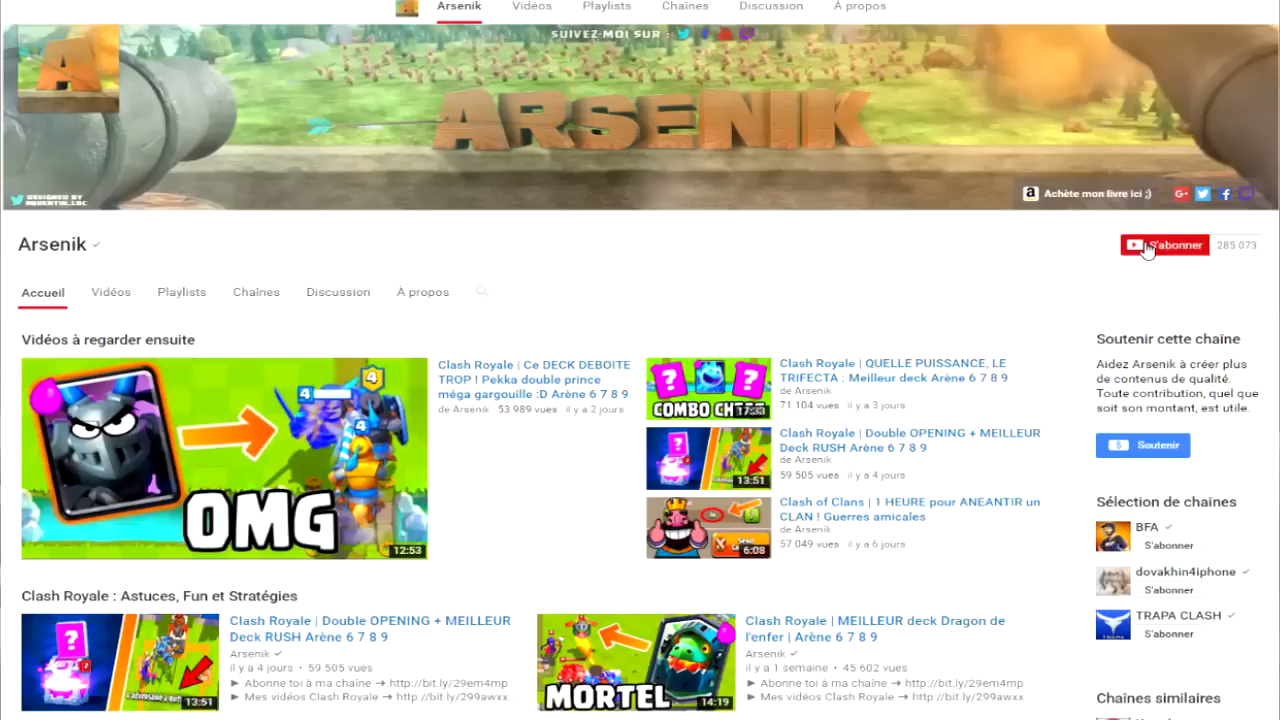 Arsenik Vidéos Playlists Chaînes Discussion À propos
SUIVEZ-MOI SUR :
A
ARSENIK
DESIGNED BY
a Achète mon livre ici ;) G+
Arsenik
S'abonner 285 073
Accueil Vidéos Playlists Chaînes Discussion À propos
Vidéos à regarder ensuite
OMG
4
4
4
12:53
Clash Royale | Ce DECK DEBOITE
TROP ! Pekka double prince
méga gargouille :D Arène 6 7 8 9
de Arsenik 53 989 vues il y a 2 jours
? ?
COMBO
17:33
Clash Royale | QUELLE PUISSANCE, LE
TRIFECTA : Meilleur deck Arène 6 7 8 9
de Arsenik
71 104 vues il y a 3 jours
?
13:51
Clash Royale | Double OPENING + MEILLEUR
Deck RUSH Arène 6 7 8 9
de Arsenik
59 505 vues il y a 4 jours
6:08
Clash of Clans | 1 HEURE pour ANEANTIR un
CLAN ! Guerres amicales
de Arsenik
57 049 vues il y a 6 jours
Soutenir cette chaîne
Aidez Arsenik à créer plus
de contenus de qualité.
Toute contribution, quel que
soit son montant, est utile.
$ Soutenir
Sélection de chaînes
BFA
S'abonner
dovakhin4iphone
S'abonner
TRAPA CLASH
S'abonner
Chaînes similaires
Clash Royale : Astuces, Fun et Stratégies
?
13:51
Clash Royale | Double OPENING + MEILLEUR
Deck RUSH Arène 6 7 8 9
Arsenik
il y a 4 jours • 59 505 vues
► Abonne toi à ma chaîne → http://bit.ly/29em4mp
► Mes vidéos Clash Royale → http://bit.ly/299awxx
MORTEL
14:19
Clash Royale | MEILLEUR deck Dragon de
l'enfer | Arène 6 7 8 9
Arsenik
il y a 1 semaine • 45 602 vues
► Abonne toi à ma chaîne → http://bit.ly/29em4mp
► Mes vidéos Clash Royale → http://bit.ly/299awxx